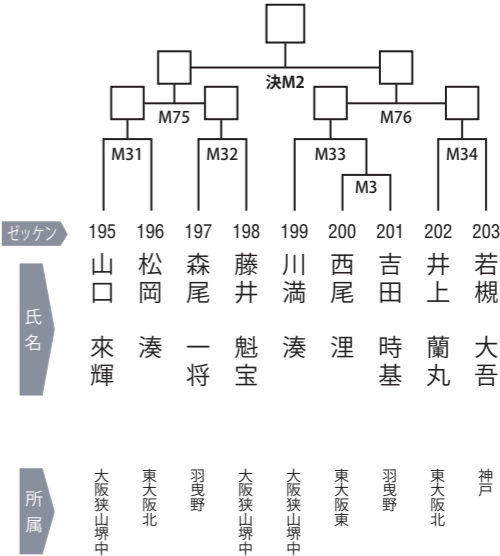 決M2
M75
M76
M31
M32
M33
M34
M3
ゼッケン
195
196
197
198
199
200
201
202
203
氏名
山口 來輝
松岡 湊
森尾 一将
藤井 魁宝
川満 湊
西尾 浬
吉田 時基
井上 蘭丸
若槻 大吾
所属
大阪狭山堺中
東大阪北
羽曳野
大阪狭山堺中
大阪狭山堺中
東大阪東
羽曳野
東大阪北
神戸